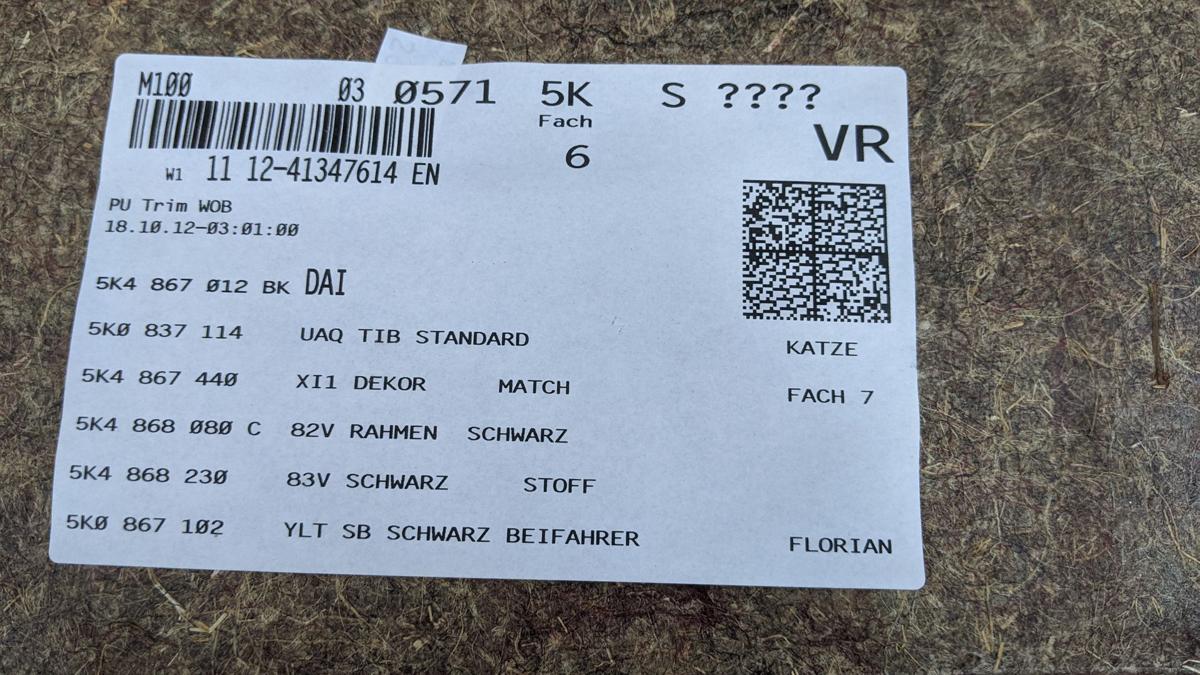 M100 03 0571 5K S ????
Fach
VR
6
W1 11 12-41347614 EN
PU Trim WOB
18.10.12-03:01:00
5K4 867 012 BK DAI
5K0 837 114 UAQ TIB STANDARD
KATZE
5K4 867 440 XI1 DEKOR MATCH
FACH 7
5K4 868 080 C 82V RAHMEN SCHWARZ
5K4 868 230 83V SCHWARZ STOFF
5K0 867 102 YLT SB SCHWARZ BEIFAHRER
FLORIAN